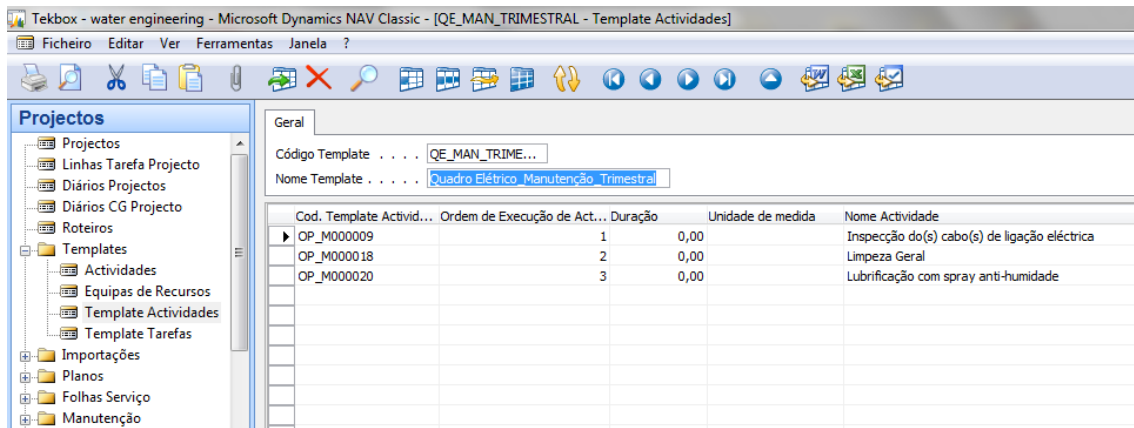 Tekbox - water engineering - Microsoft Dynamics NAV Classic - [QE_MAN_TRIMESTRAL - Template Actividades]
Ficheiro Editar Ver Ferramentas Janela ?
Projectos
Projectos
Linhas Tarefa Projecto
Diários Projectos
Diários CG Projecto
Roteiros
Templates
Actividades
Equipas de Recursos
Template Actividades
Template Tarefas
Importações
Planos
Folhas Serviço
Manutenção
Geral
Código Template . . . . QE_MAN_TRIME...
Nome Template . . . . . Quadro Elétrico_Manutenção_Trimestral
Cod. Template Activid... Ordem de Execução de Act... Duração Unidade de medida Nome Actividade
OP_M000009 1 0,00 Inspecção do(s) cabo(s) de ligação eléctrica
OP_M000018 2 0,00 Limpeza Geral
OP_M000020 3 0,00 Lubrificação com spray anti-humidade